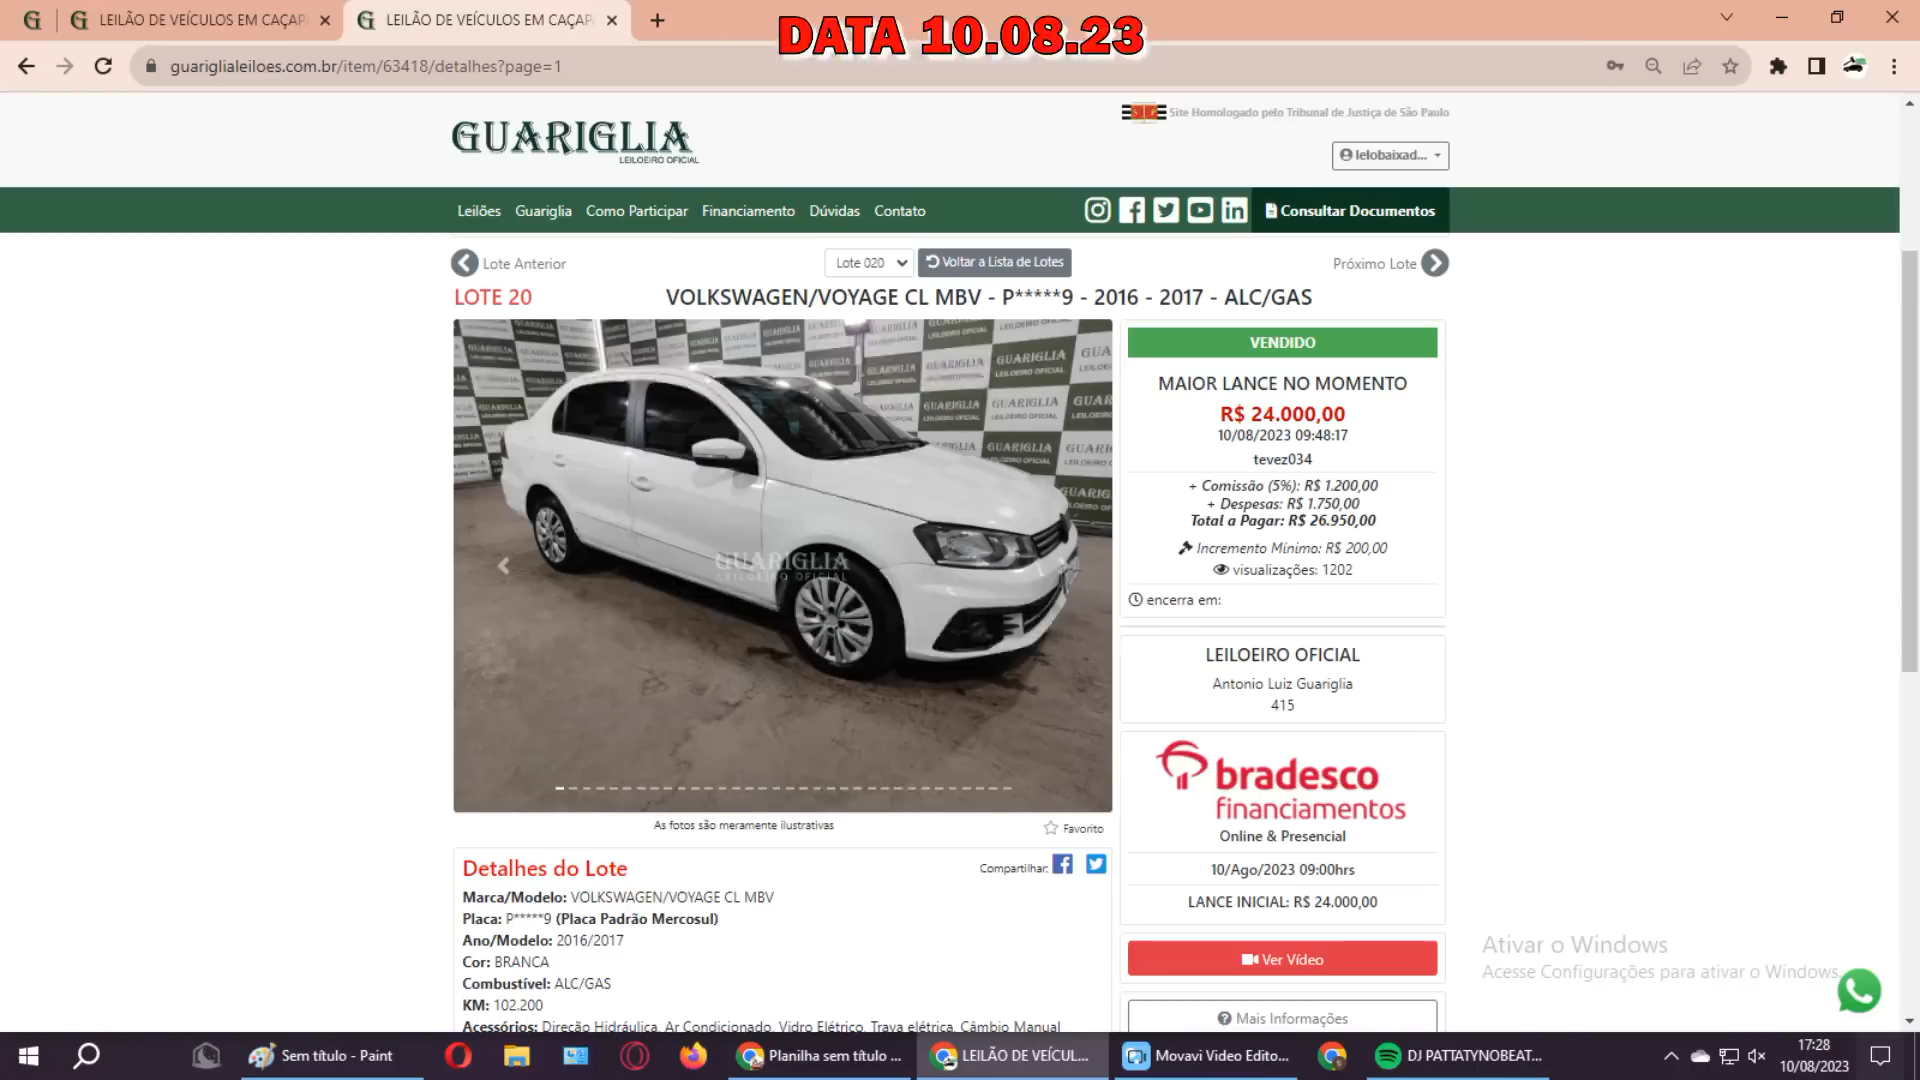 LEILÃO DE VEÍCULOS EM CAÇAPA
LEILÃO DE VEÍCULOS EM CAÇAPA
DATA 10.08.23
guariglialeiloes.com.br/item/63418/detalhes?page=1
Site Homologado pelo Tribunal de Justiça de São Paulo
GUARIGLIA
LEILOEIRO OFICIAL
lelobaixad...
Leilões Guariglia Como Participar Financiamento Dúvidas Contato
Consultar Documentos
Lote Anterior
Lote 020
Voltar a Lista de Lotes
Próximo Lote
LOTE 20
VOLKSWAGEN/VOYAGE CL MBV - P*****9 - 2016 - 2017 - ALC/GAS
GUARIGLIA
LEILOEIRO OFICIAL
VENDIDO
MAIOR LANCE NO MOMENTO
R$ 24.000,00
10/08/2023 09:48:17
tevez034
+ Comissão (5%): R$ 1.200,00
+ Despesas: R$ 1.750,00
Total a Pagar: R$ 26.950,00
Incremento Mínimo: R$ 200,00
visualizações: 1202
encerra em:
LEILOEIRO OFICIAL
Antonio Luiz Guariglia
415
bradesco
financiamentos
Online & Presencial
10/Ago/2023 09:00hrs
LANCE INICIAL: R$ 24.000,00
Ver Vídeo
Mais Informações
As fotos são meramente ilustrativas
Favorito
Detalhes do Lote
Compartilhar:
Marca/Modelo: VOLKSWAGEN/VOYAGE CL MBV
Placa: P*****9 (Placa Padrão Mercosul)
Ano/Modelo: 2016/2017
Cor: BRANCA
Combustível: ALC/GAS
KM: 102.200
Acessórios: Direção Hidráulica, Ar Condicionado, Vidro Elétrico, Trava elétrica, Câmbio Manual
Ativar o Windows
Acesse Configurações para ativar o Windows.
Sem título - Paint
Planilha sem título ...
LEILÃO DE VEÍCUL...
Movavi Video Edito...
DJ PATTATYNOBEAT...
17:28
10/08/2023